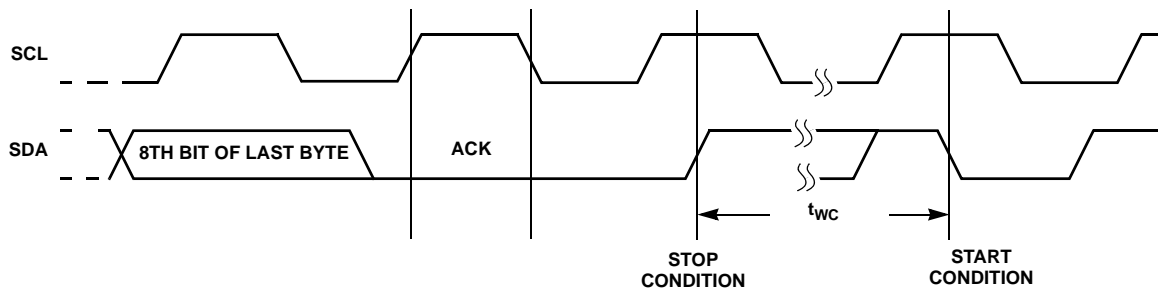 SCL
SDA
8TH BIT OF LAST BYTE
ACK
tWC
STOP
CONDITION
START
CONDITION